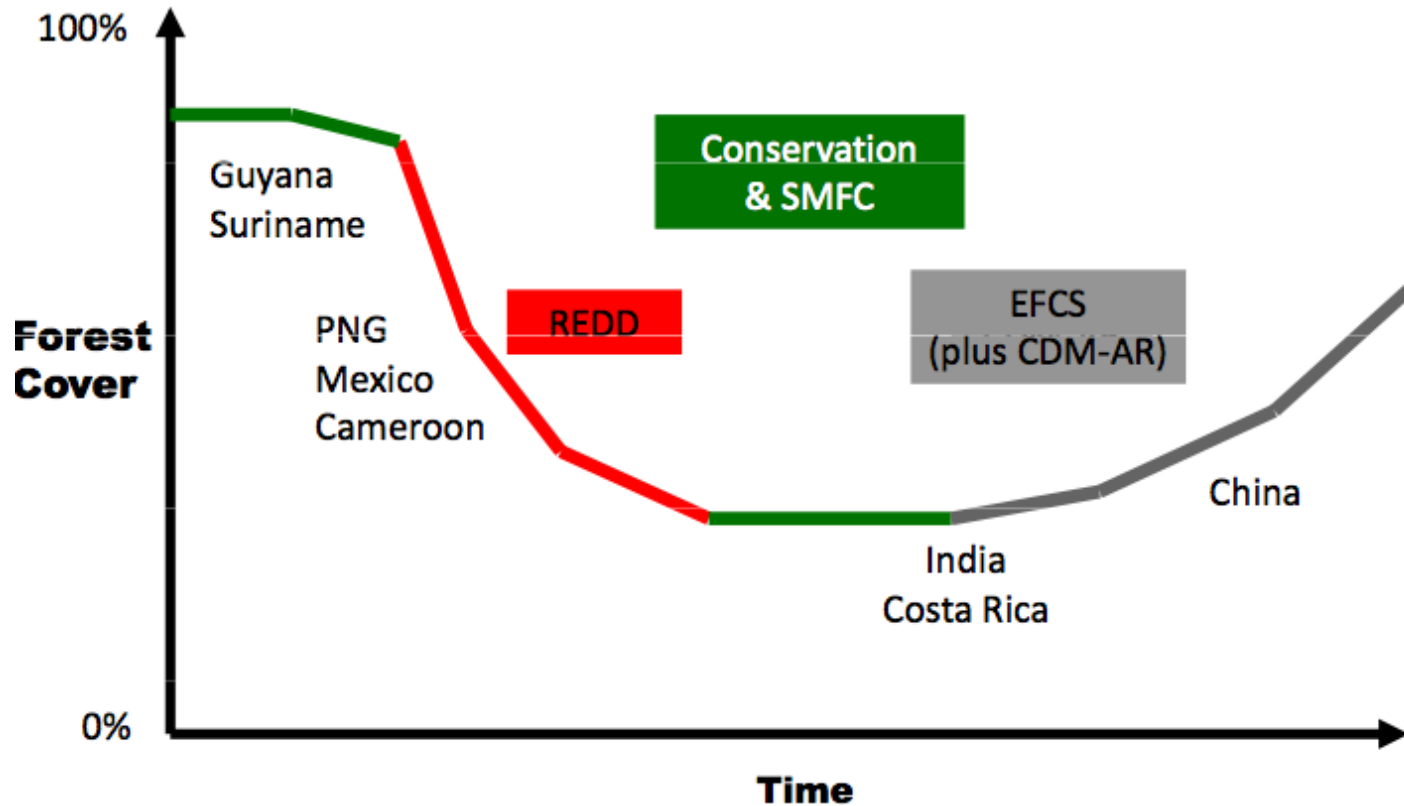 100%
Guyana
Suriname
Conservation
& SMFC
PNG
Mexico
Cameroon
REDD
EFCS
(plus CDM-AR)
Forest
Cover
China
India
Costa Rica
0%
Time